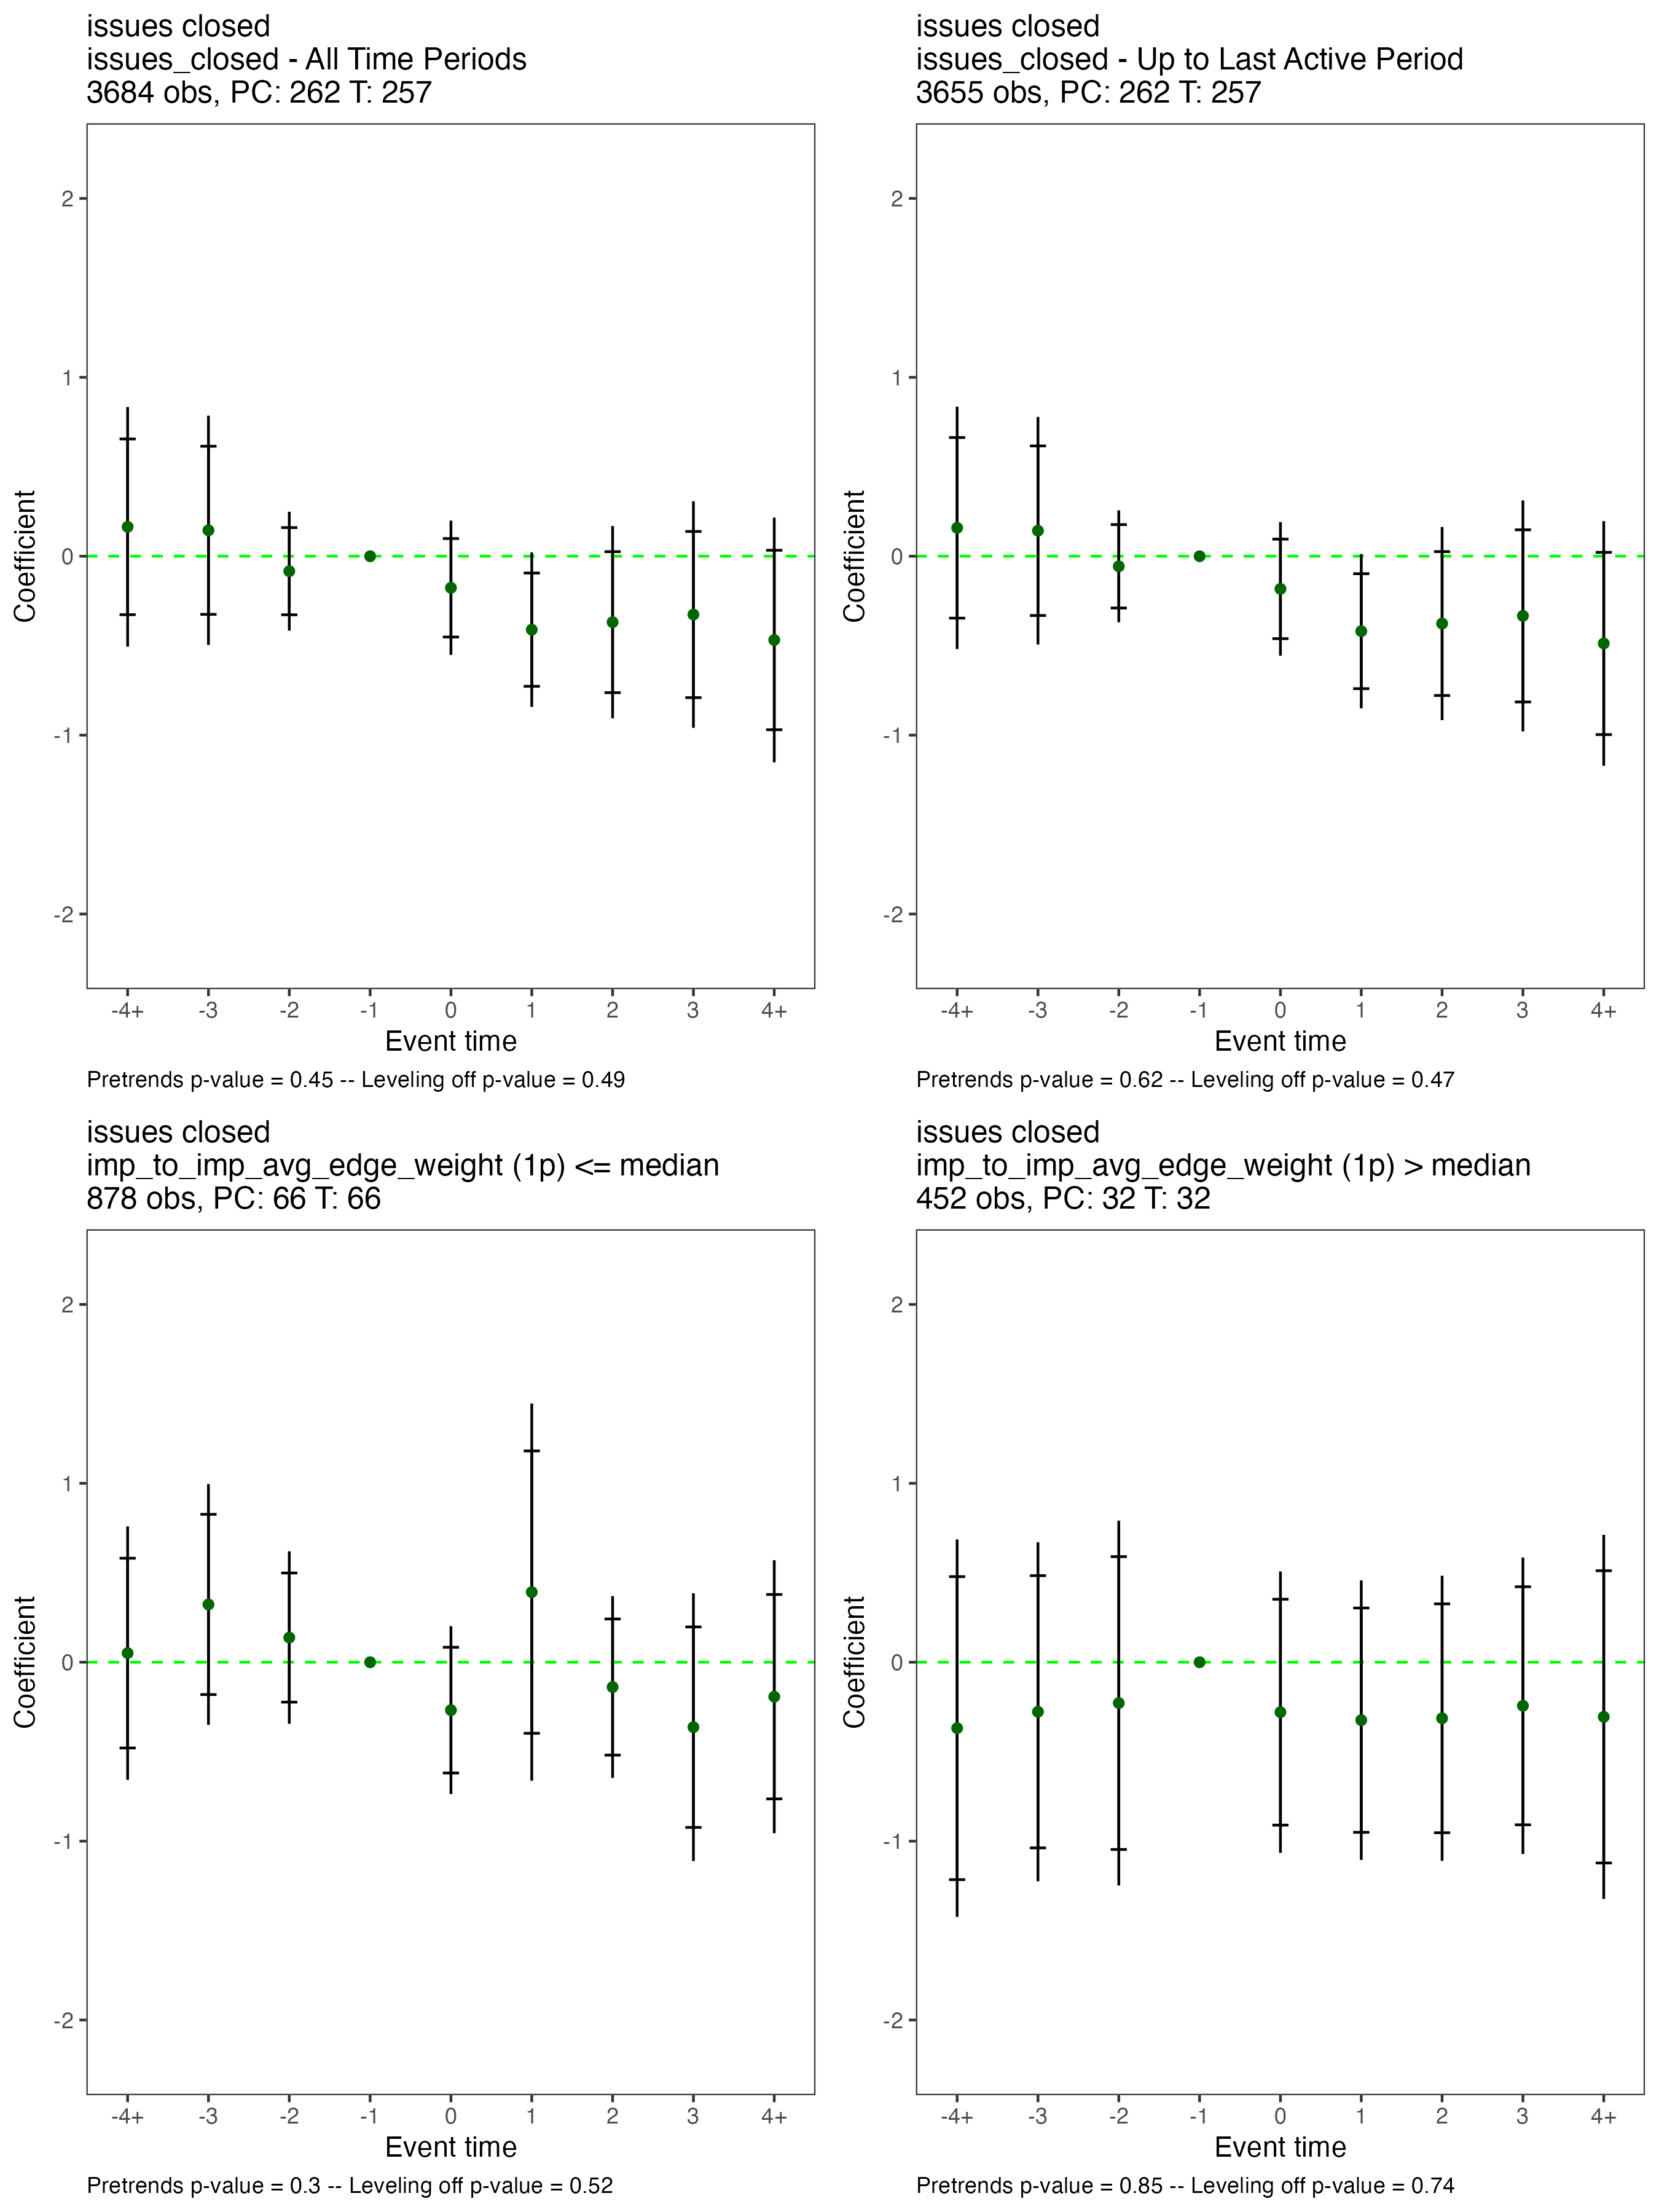 issues closed
issues_closed - All Time Periods
3684 obs, PC: 262 T: 257
Coefficient
2
1
0
-1
-2
-4+ -3 -2 -1 0 1 2 3 4+
Event time
Pretrends p-value = 0.45 -- Leveling off p-value = 0.49
issues closed
issues_closed - Up to Last Active Period
3655 obs, PC: 262 T: 257
Coefficient
2
1
0
-1
-2
-4+ -3 -2 -1 0 1 2 3 4+
Event time
Pretrends p-value = 0.62 -- Leveling off p-value = 0.47
issues closed
imp_to_imp_avg_edge_weight (1p) <= median
878 obs, PC: 66 T: 66
Coefficient
2
1
0
-1
-2
-4+ -3 -2 -1 0 1 2 3 4+
Event time
Pretrends p-value = 0.3 -- Leveling off p-value = 0.52
issues closed
imp_to_imp_avg_edge_weight (1p) > median
452 obs, PC: 32 T: 32
Coefficient
2
1
0
-1
-2
-4+ -3 -2 -1 0 1 2 3 4+
Event time
Pretrends p-value = 0.85 -- Leveling off p-value = 0.74